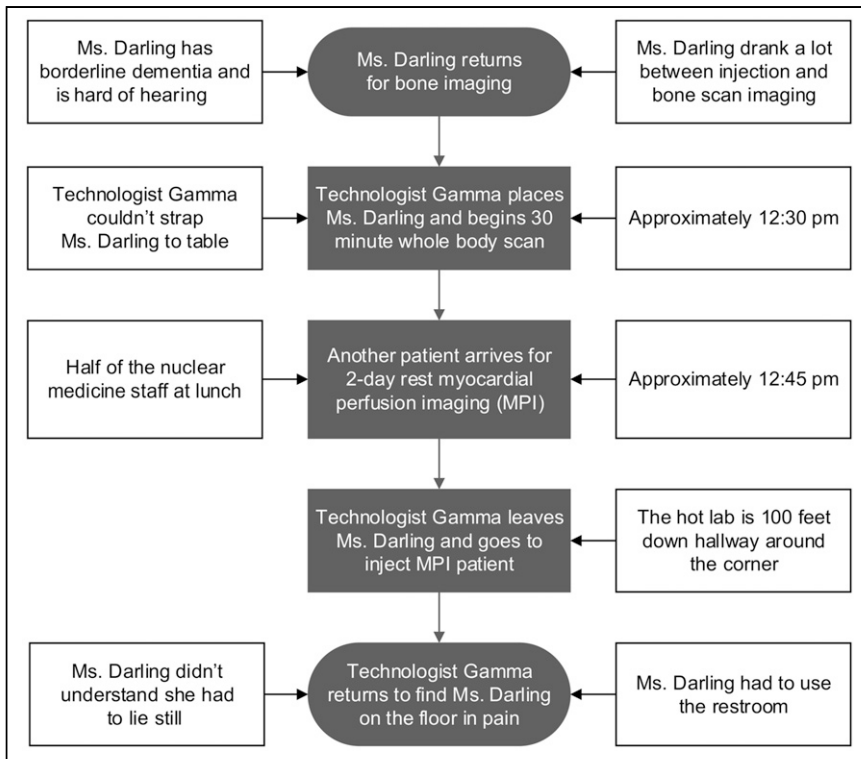 Ms. Darling has
borderline dementia and
is hard of hearing
Ms. Darling returns
for bone imaging
Ms. Darling drank a lot
between injection and
bone scan imaging
Technologist Gamma
couldn't strap
Ms. Darling to table
Technologist Gamma places
Ms. Darling and begins 30
minute whole body scan
Approximately 12:30 pm
Half of the nuclear
medicine staff at lunch
Another patient arrives for
2-day rest myocardial
perfusion imaging (MPI)
Approximately 12:45 pm
Technologist Gamma leaves
Ms. Darling and goes to
inject MPI patient
The hot lab is 100 feet
down hallway around
the corner
Ms. Darling didn't
understand she had
to lie still
Technologist Gamma
returns to find Ms. Darling
on the floor in pain
Ms. Darling had to use
the restroom